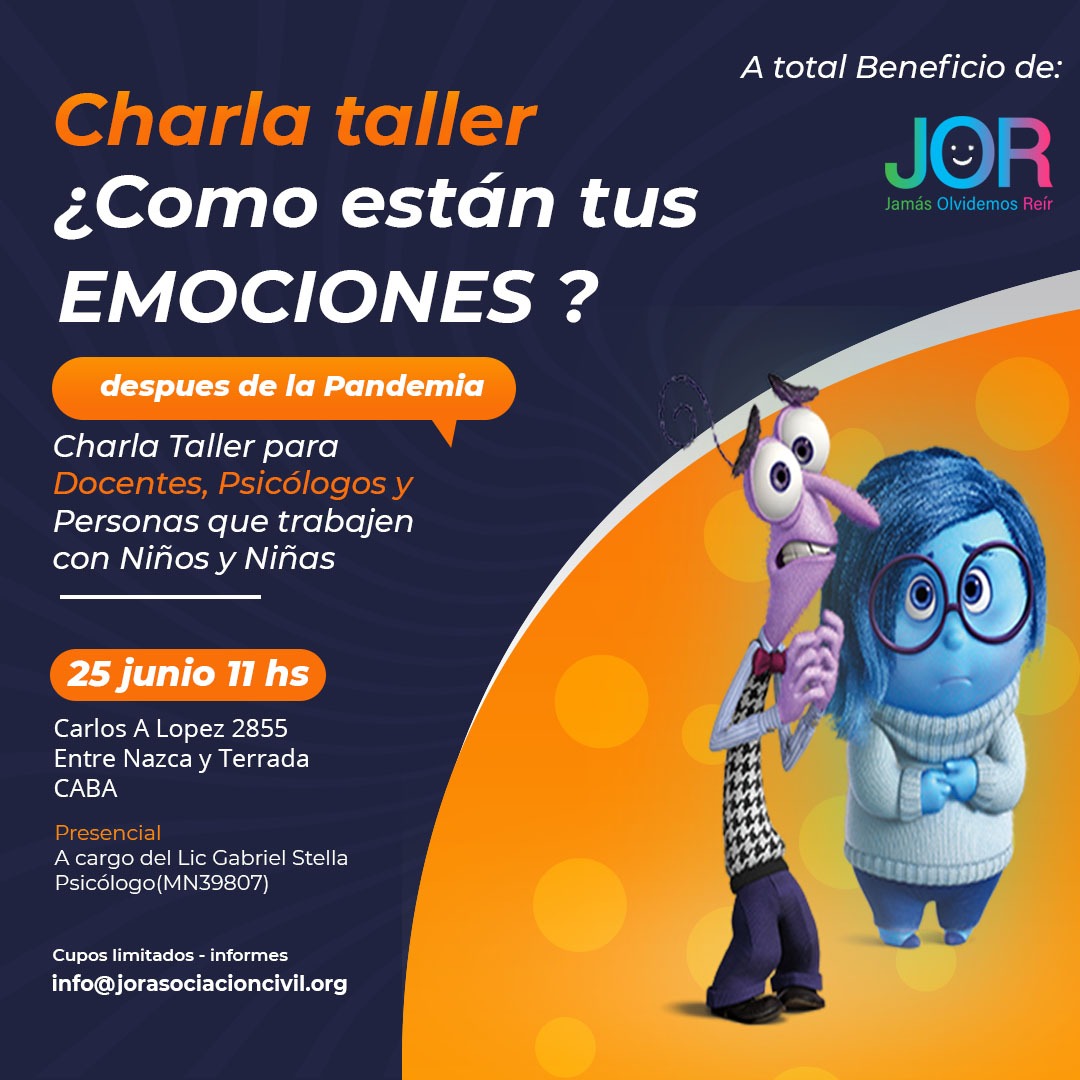 A total Beneficio de:
JOR
Jamás Olvidemos Reír
Charla taller
¿Como están tus
EMOCIONES ?
despues de la Pandemia
Charla Taller para
Docentes, Psicólogos y
Personas que trabajen
con Niños y Niñas
25 junio 11 hs
Carlos A Lopez 2855
Entre Nazca y Terrada
CABA
Presencial
A cargo del Lic Gabriel Stella
Psicólogo(MN39807)
Cupos limitados - informes
info@jorasociacioncivil.org